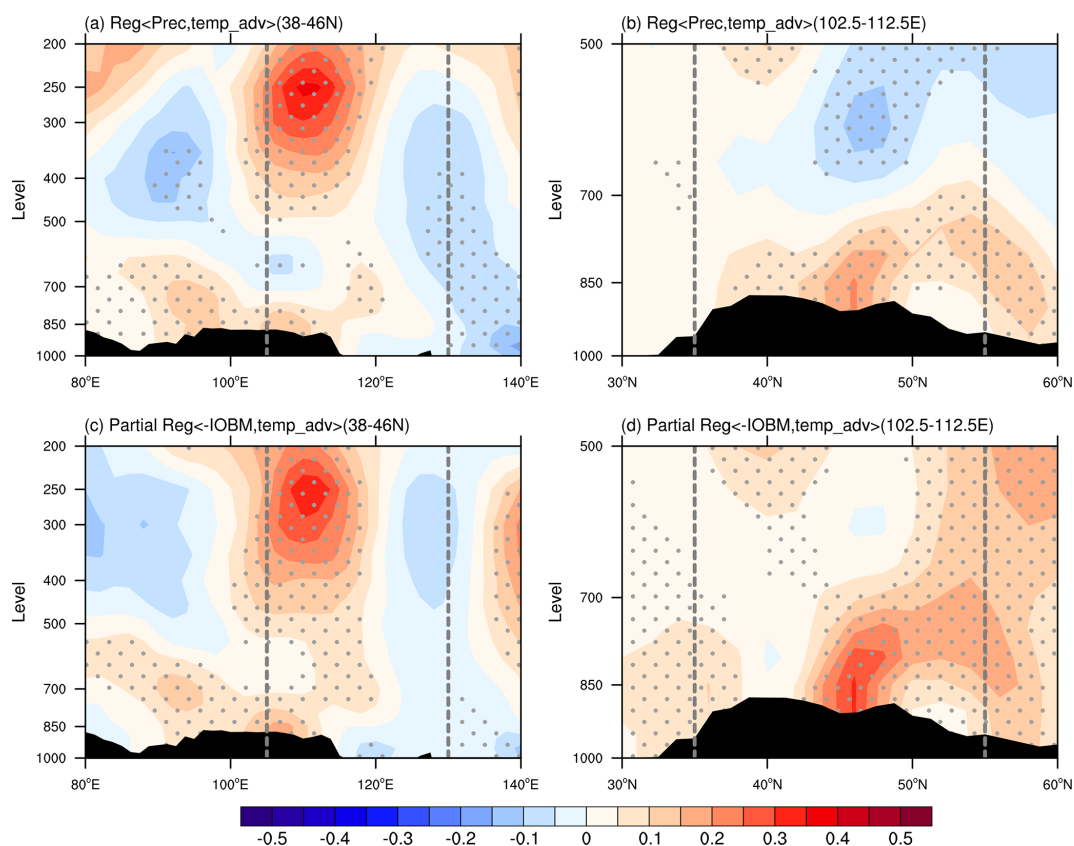 (a) Reg<Prec,temp_adv>(38-46N)
(b) Reg<Prec,temp_adv>(102.5-112.5E)
Level
200
250
300
400
500
700
850
1000
80°E
100°E
120°E
140°E
Level
500
700
850
1000
30°N
40°N
50°N
60°N
(c) Partial Reg<-IOBM,temp_adv>(38-46N)
(d) Partial Reg<-IOBM,temp_adv>(102.5-112.5E)
Level
200
250
300
400
500
700
850
1000
80°E
100°E
120°E
140°E
Level
500
700
850
1000
30°N
40°N
50°N
60°N
-0.5 -0.4 -0.3 -0.2 -0.1 0 0.1 0.2 0.3 0.4 0.5